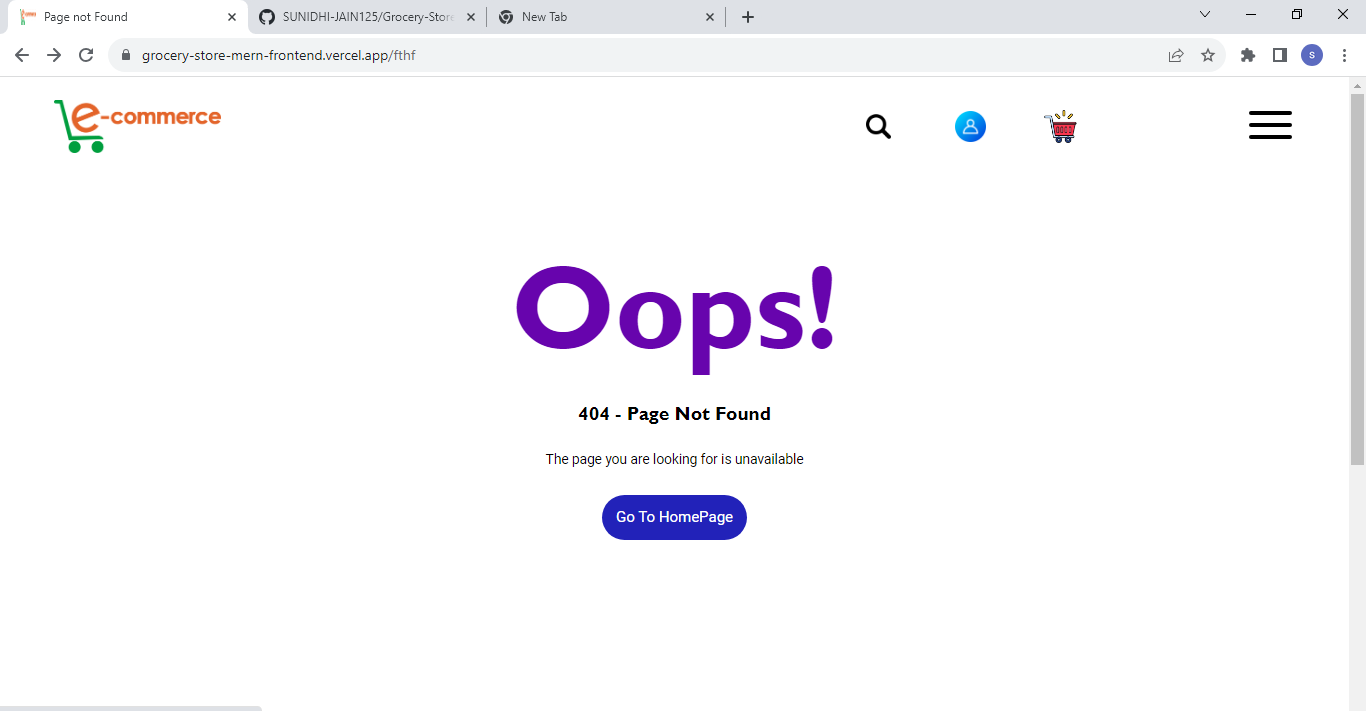 Page not Found
SUNIDHI-JAIN125/Grocery-Store
New Tab
grocery-store-mern-frontend.vercel.app/fthf
S
e-commerce
Oops!
404 - Page Not Found
The page you are looking for is unavailable
Go To HomePage